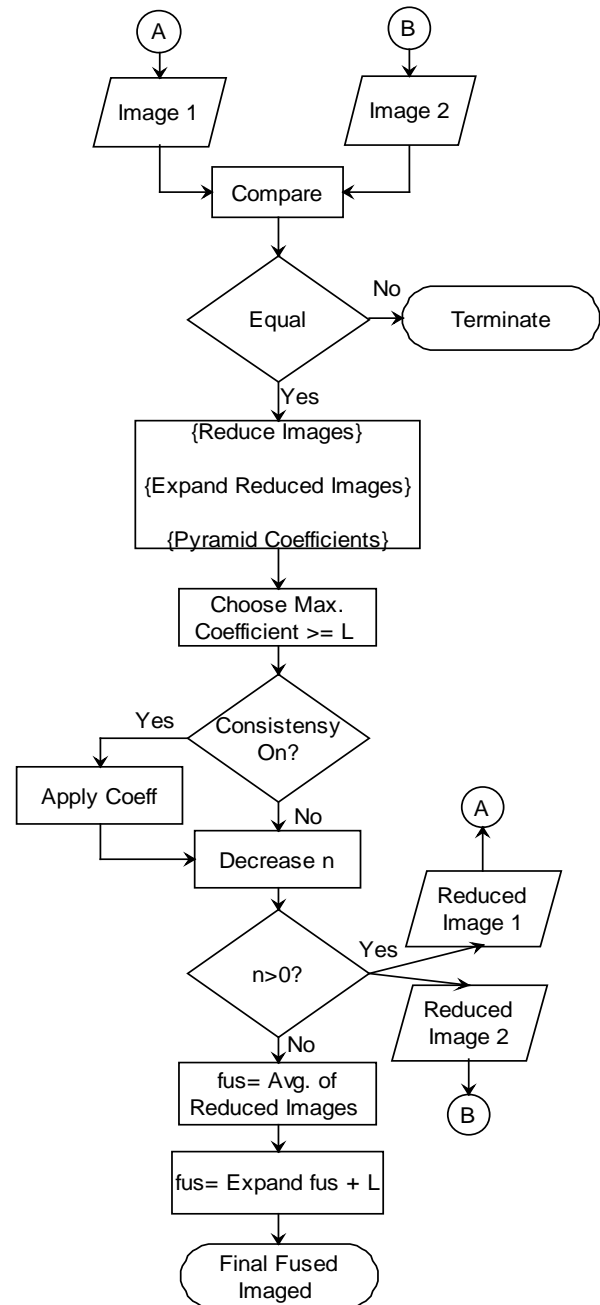 A
B
Image 1
Image 2
Compare
Equal
No
Terminate
Yes
{Reduce Images}
{Expand Reduced Images}
{Pyramid Coefficients}
Choose Max.
Coefficient >= L
Yes
Consistensy
On?
Apply Coeff
No
A
Decrease n
Reduced
Image 1
Yes
n>0?
Reduced
Image 2
No
fus= Avg. of
Reduced Images
B
fus= Expand fus + L
Final Fused
Imaged